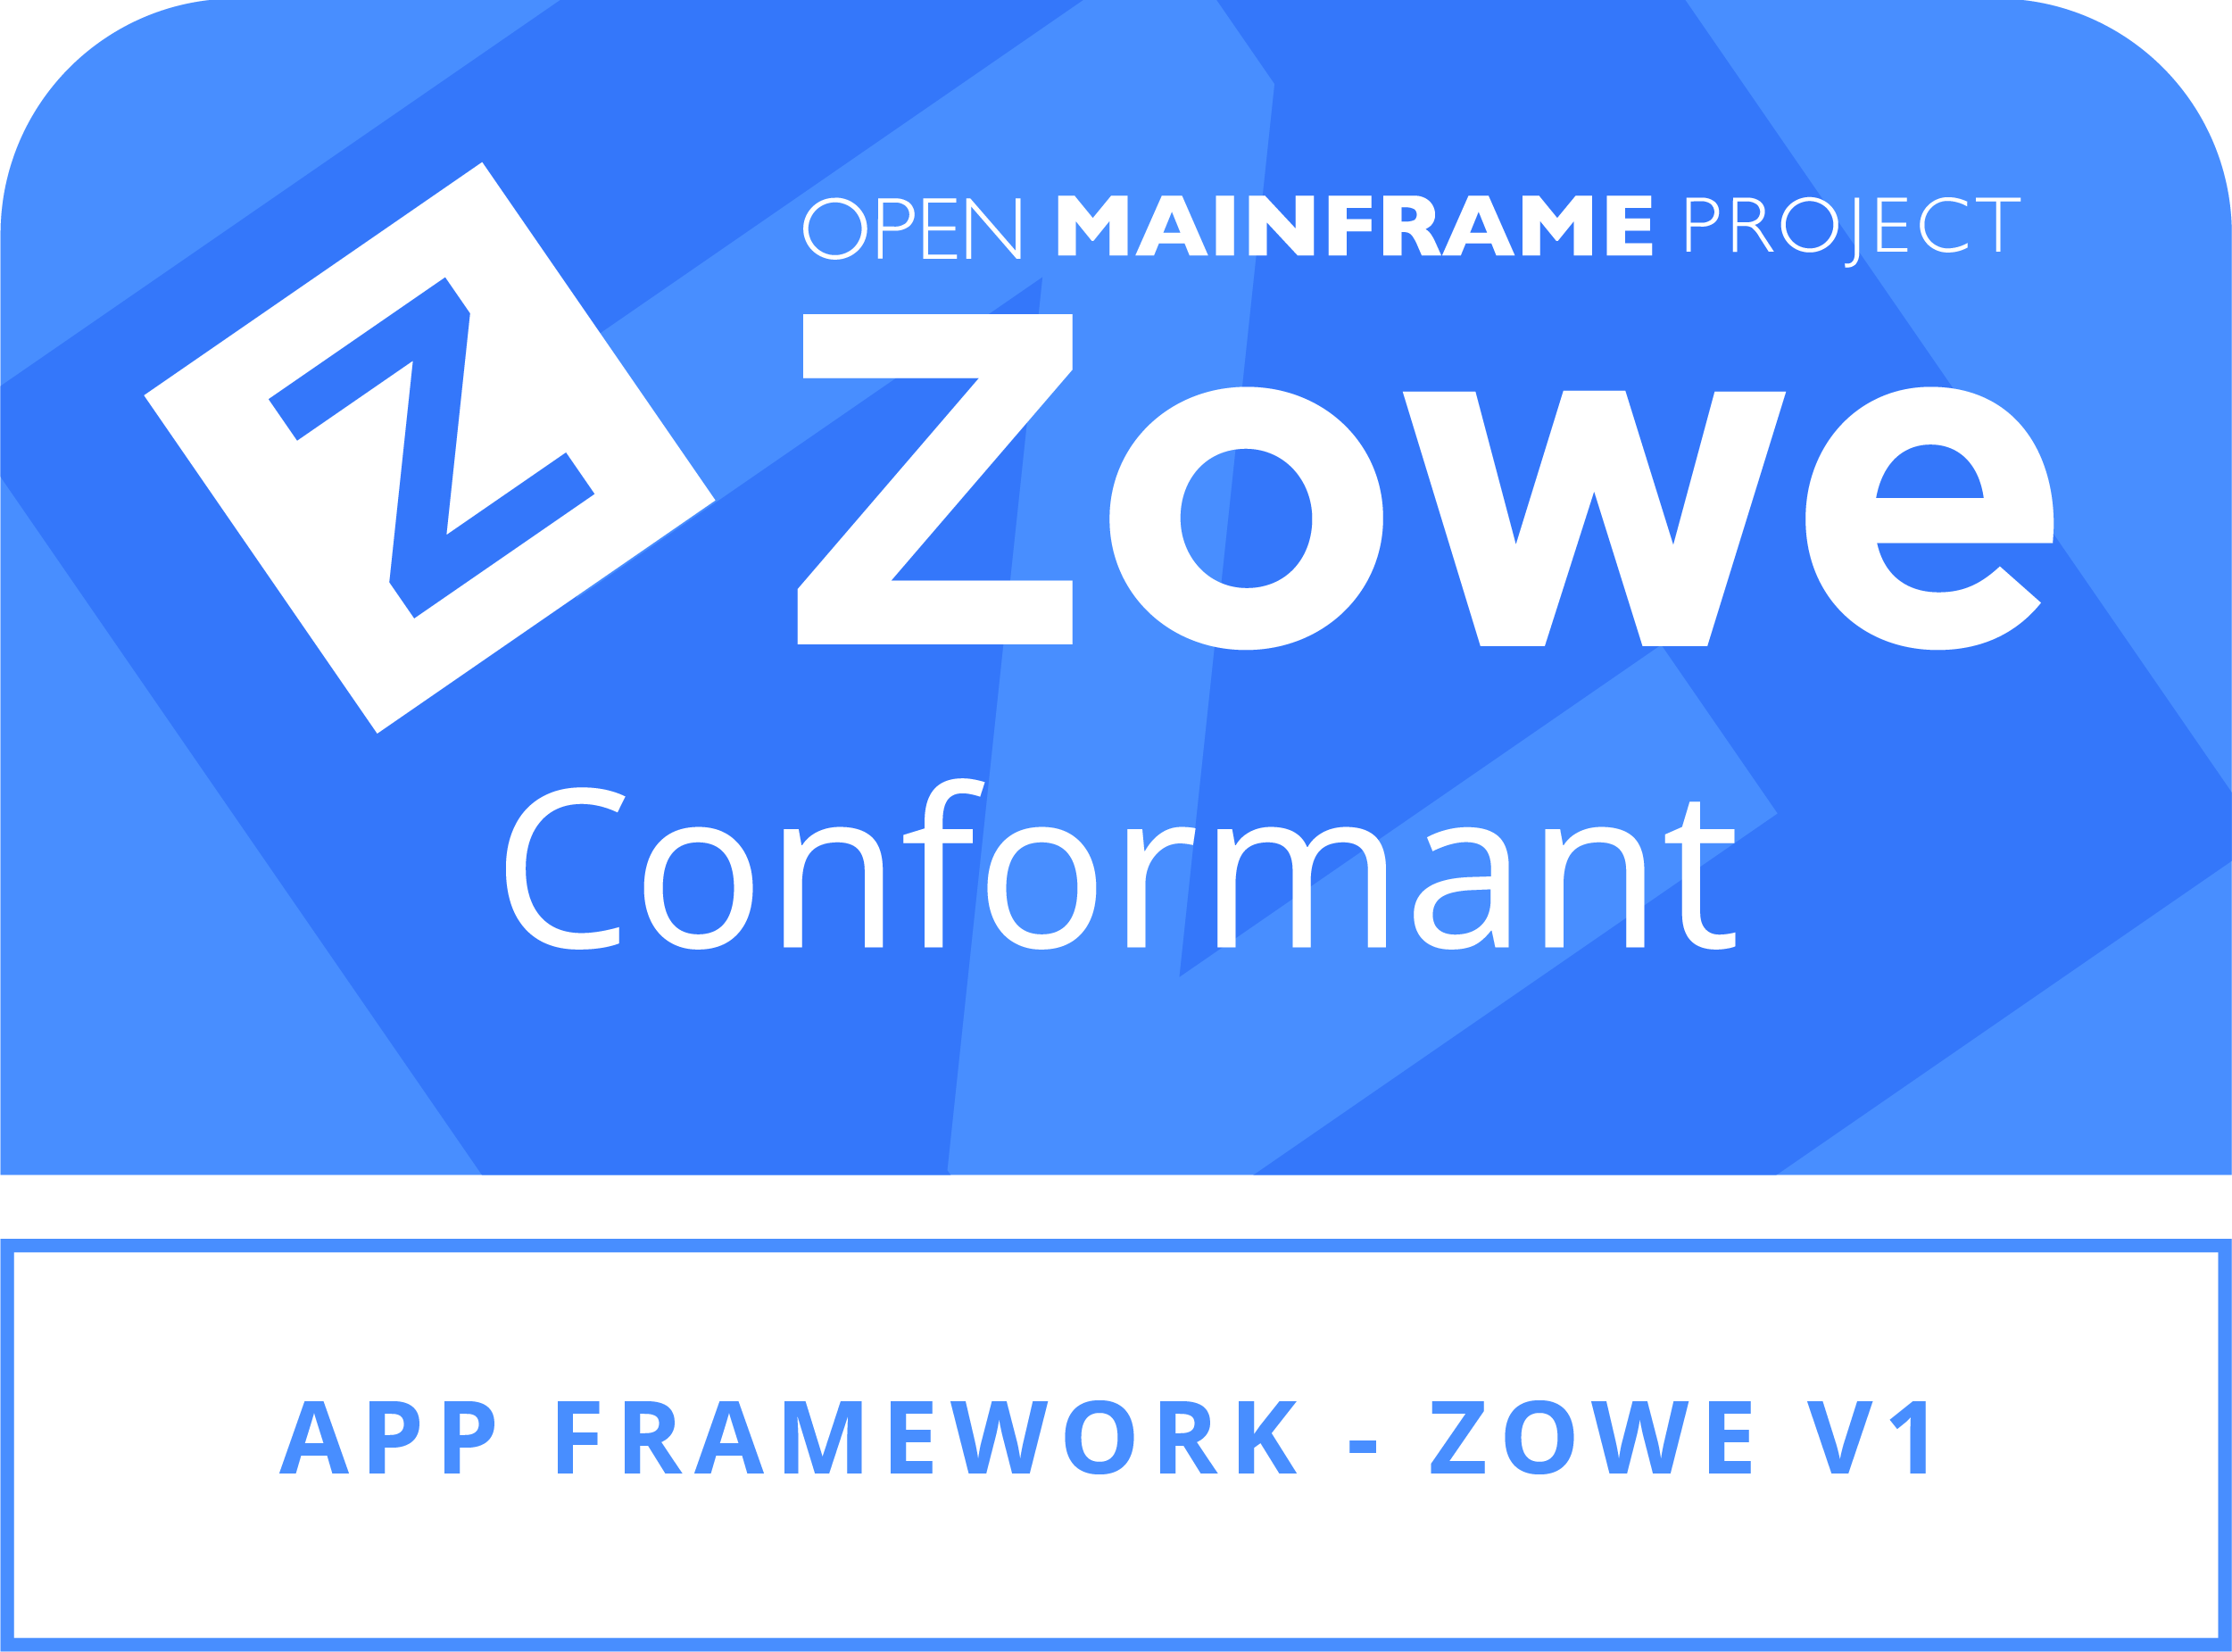 OPEN MAINFRAME PROJECT
Z
Zowe
Conformant
APP FRAMEWORK - ZOWE V1